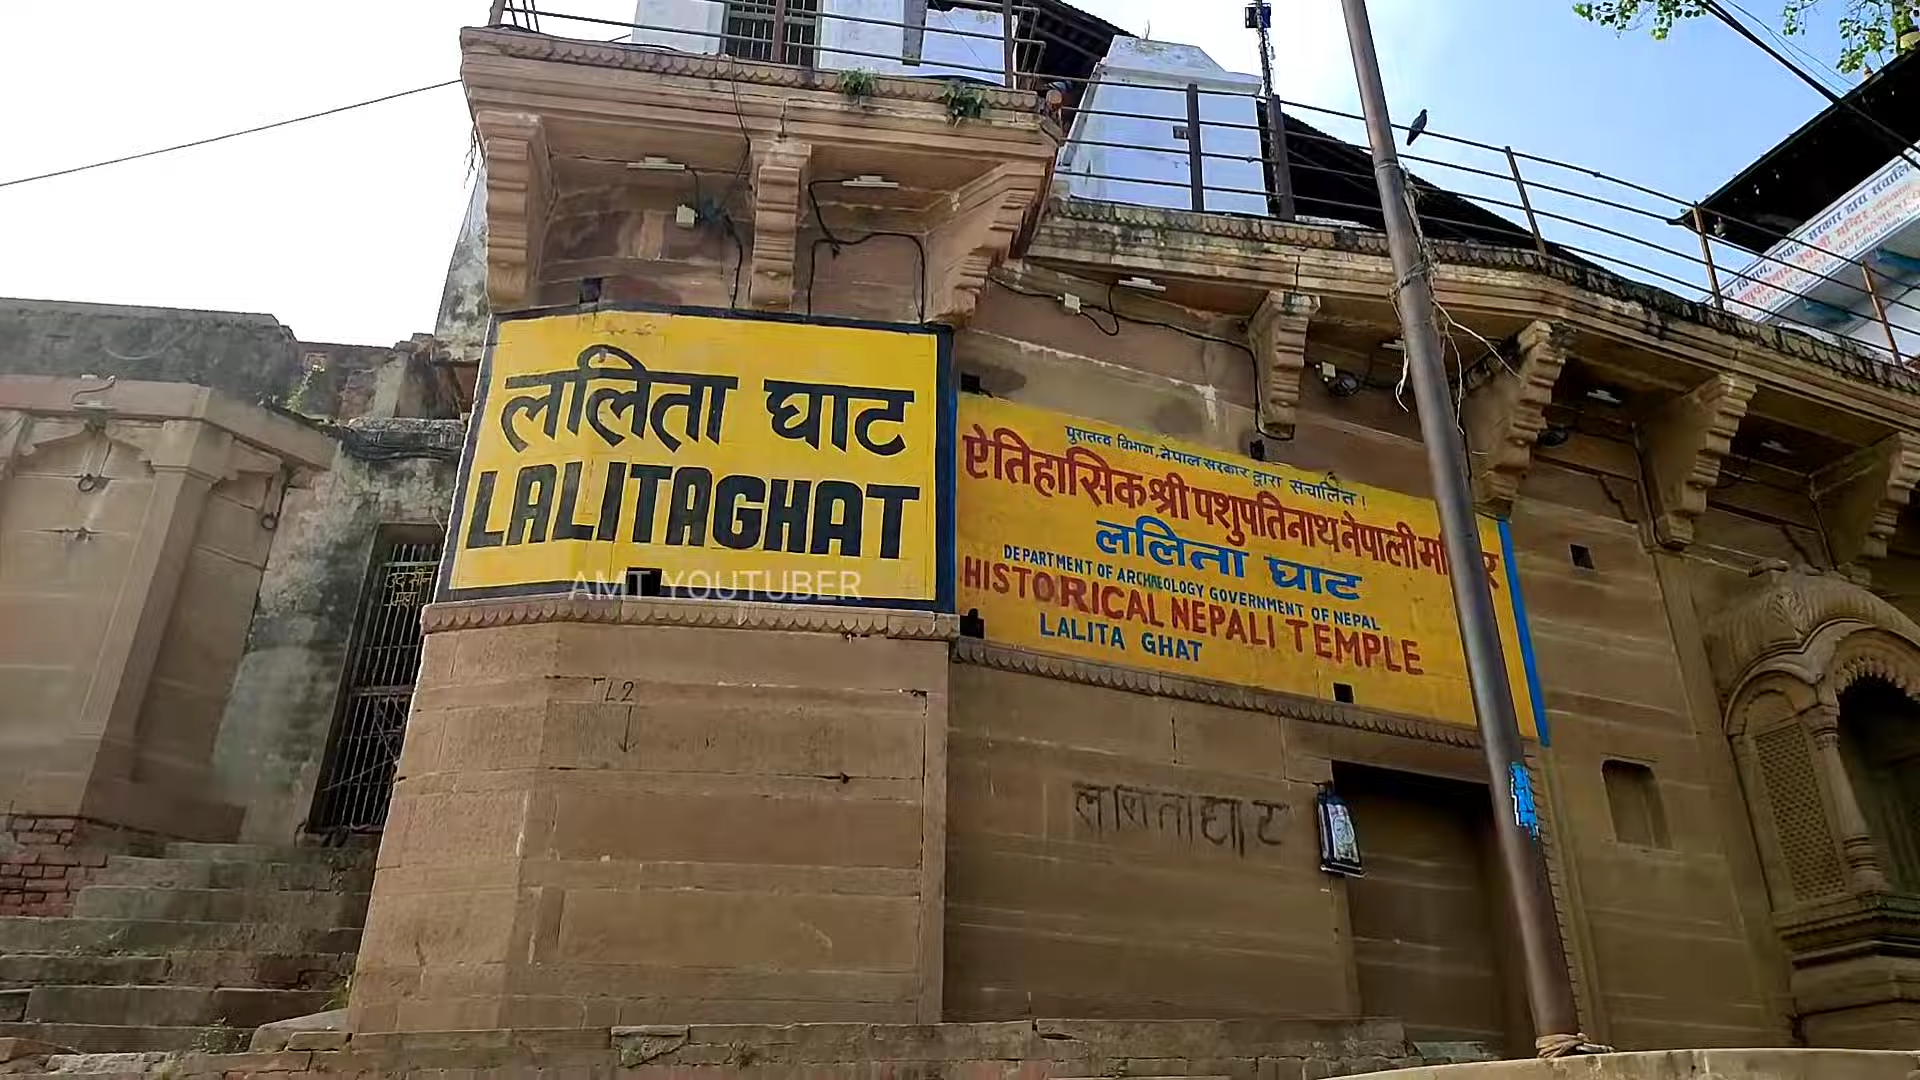 ललिता घाट
LALITAGHAT
AMT YOUTUBER
पुरातत्व विभाग, नेपाल सरकार द्वारा संचालित।
ऐतिहासिक श्री पशुपतिनाथ नेपाली
ललिता घाट
DEPARTMENT OF ARCHAEOLOGY GOVERNMENT OF NEPAL
HISTORICAL NEPALI TEMPLE
LALITA GHAT
L2
ललिताघाट